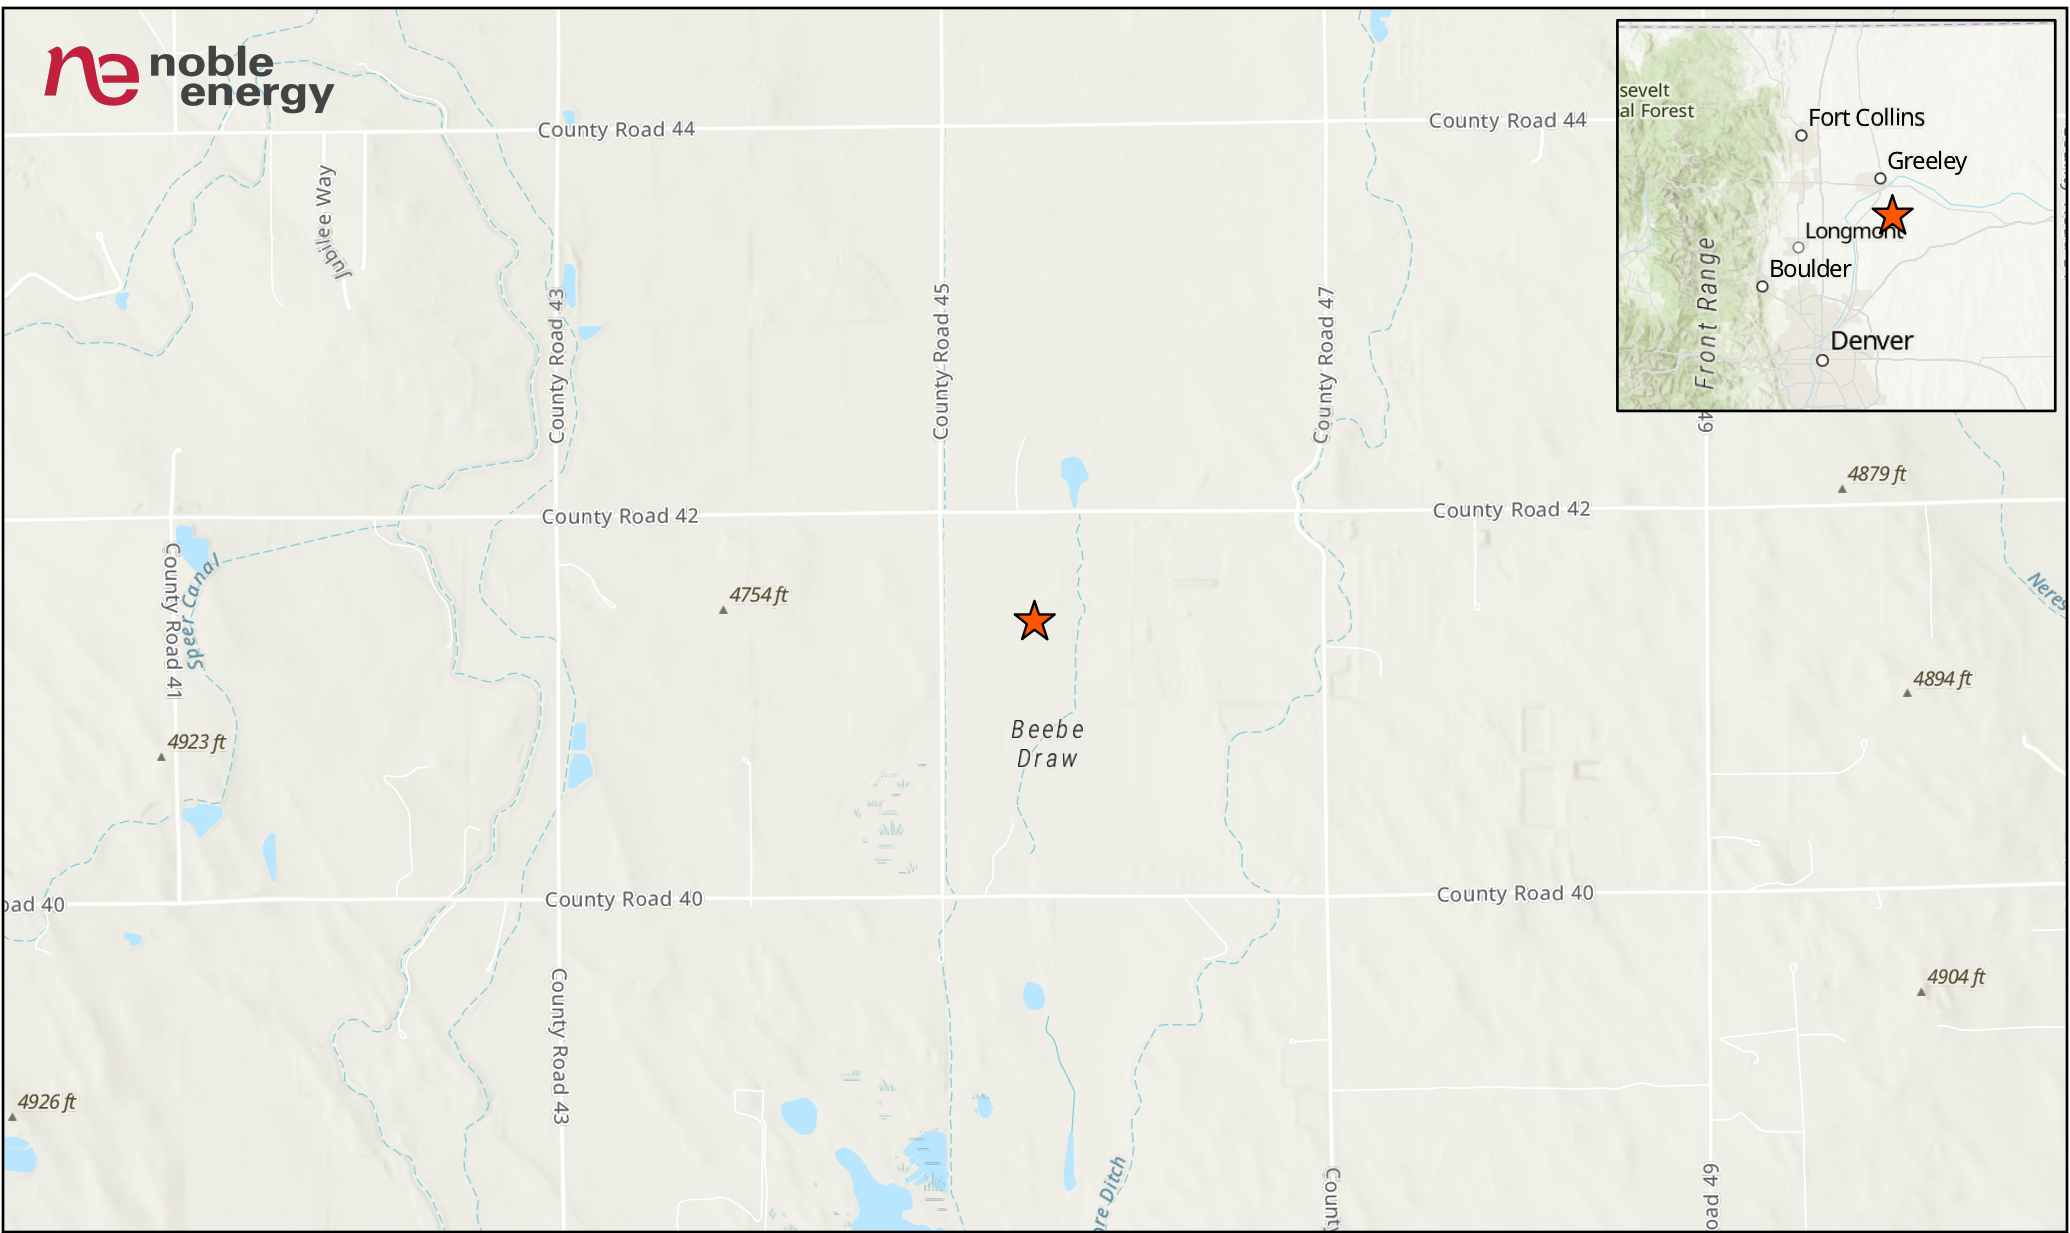 noble
energy
County Road 44
County Road 44
sevelt
al Forest
Fort Collins
Greeley
Longmont
Boulder
Front Range
Denver
Jubilee Way
County Road 43
County Road 45
County Road 47
49
4879 ft
County Road 42
County Road 42
County Road 41
Speer Canal
4754 ft
Neres
4894 ft
Beebe
Draw
4923 ft
oad 40
County Road 40
County Road 40
County Road 43
4904 ft
4926 ft
ore Ditch
County
oad 49